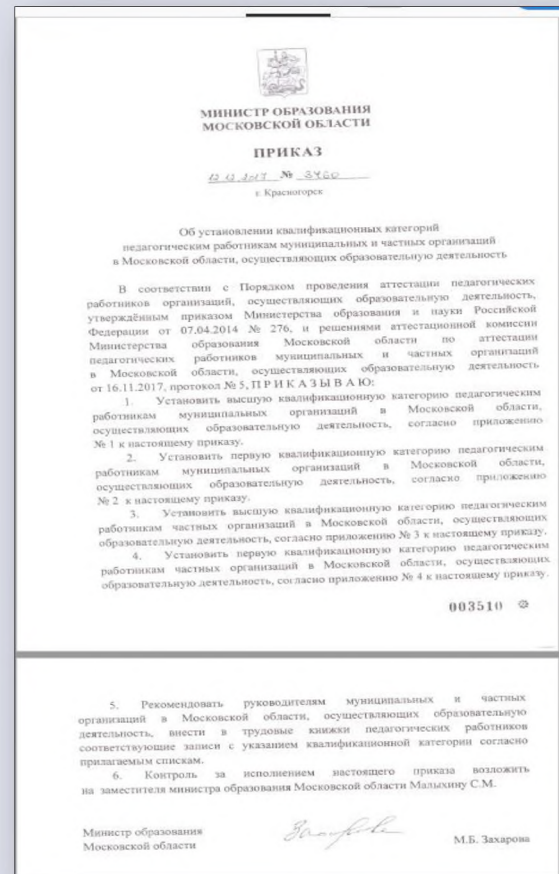 МИНИСТР ОБРАЗОВАНИЯ
МОСКОВСКОЙ ОБЛАСТИ
ПРИКАЗ
12.12.2017 № 3460
г. Красногорск
Об установлении квалификационных категорий
педагогическим работникам муниципальных и частных организаций
в Московской области, осуществляющих образовательную деятельность
В соответствии с Порядком проведения аттестации педагогических
работников организаций, осуществляющих образовательную деятельность,
утверждённым приказом Министерства образования и науки Российской
Федерации от 07.04.2014 № 276, и решениями аттестационной комиссии
Министерства образования Московской области по аттестации
педагогических работников муниципальных и частных организаций
в Московской области, осуществляющих образовательную деятельность
от 16.11.2017, протокол № 5, П Р И К А З Ы В А Ю:
1. Установить высшую квалификационную категорию педагогическим
работникам муниципальных организаций в Московской области,
осуществляющих образовательную деятельность, согласно приложению
№ 1 к настоящему приказу.
2. Установить первую квалификационную категорию педагогическим
работникам муниципальных организаций в Московской области,
осуществляющих образовательную деятельность, согласно приложению
№ 2 к настоящему приказу.
3. Установить высшую квалификационную категорию педагогическим
работникам частных организаций в Московской области, осуществляющих
образовательную деятельность, согласно приложению № 3 к настоящему приказу.
4. Установить первую квалификационную категорию педагогическим
работникам частных организаций в Московской области, осуществляющих
образовательную деятельность, согласно приложению № 4 к настоящему приказу.
003510
5. Рекомендовать руководителям муниципальных и частных
организаций в Московской области, осуществляющих образовательную
деятельность, внести в трудовые книжки педагогических работников
соответствующие записи с указанием квалификационной категории согласно
прилагаемым спискам.
6. Контроль за исполнением настоящего приказа возложить
на заместителя министра образования Московской области Малыхину С.М.
Министр образования
Московской области
М.Б. Захарова